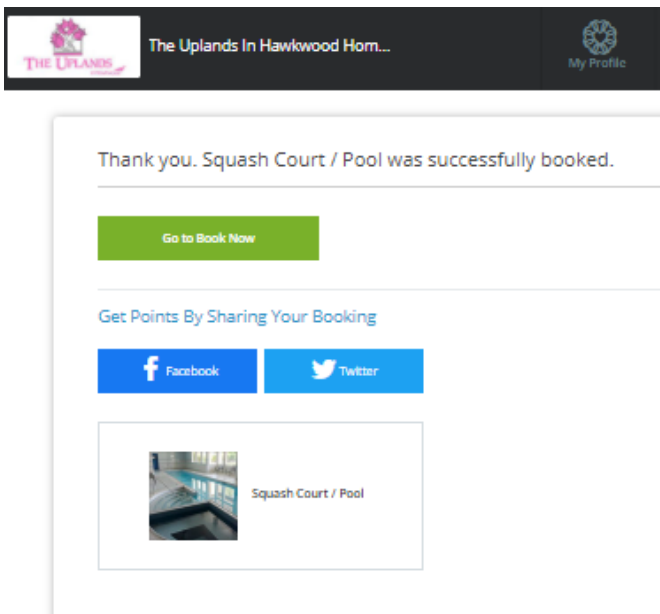 THE UPLANDS
The Uplands In Hawkwood Hom...
My Profile
Thank you. Squash Court / Pool was successfully booked.
Go to Book Now
Get Points By Sharing Your Booking
Facebook
Twitter
Squash Court / Pool